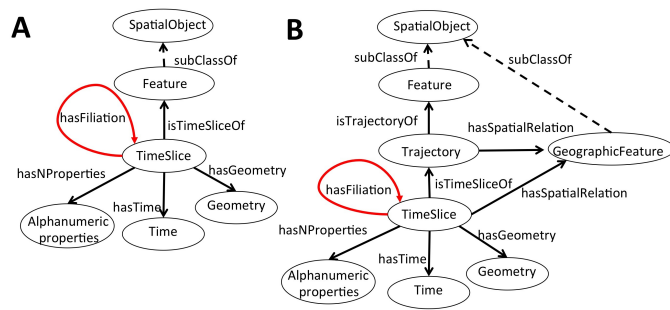 A
SpatialObject
subClassOf
Feature
hasFiliation
isTimeSliceOf
TimeSlice
hasNProperties
hasGeometry
hasTime
Alphanumeric
properties
Time
Geometry
B
SpatialObject
subClassOf
subClassOf
Feature
isTrajectoryOf
hasSpatialRelation
Trajectory
GeographicFeature
hasFiliation
isTimeSliceOf
hasSpatialRelation
TimeSlice
hasNProperties
hasGeometry
hasTime
Alphanumeric
properties
Time
Geometry